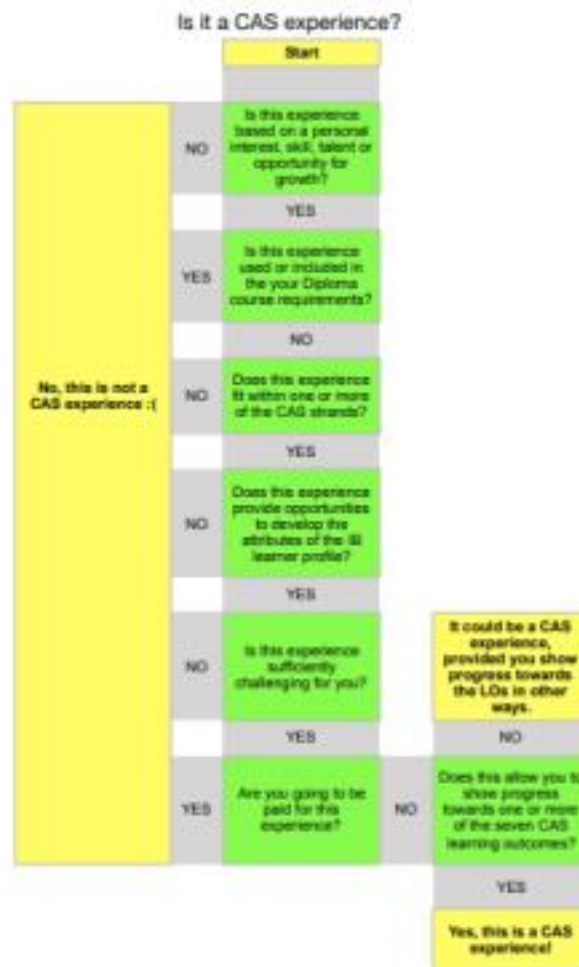 Is it a CAS experience?
Start
Is this experience
based on a personal
interest, skill, talent or
opportunity for
growth?
NO
YES
Is this experience
used or included in
the your Diploma
course requirements?
YES
NO
No, this is not a
CAS experience :(
Does this experience
fit within one or more
of the CAS strands?
NO
YES
Does this experience
provide opportunities
to develop the
attributes of the IB
learner profile?
NO
YES
Is this experience
sufficiently
challenging for you?
NO
YES
It could be a CAS
experience,
provided you show
progress towards
the LOs in other
ways.
NO
Are you going to be
paid for this
experience?
YES
NO
Does this allow you to
show progress
towards one or more
of the seven CAS
learning outcomes?
YES
Yes, this is a CAS
experience!